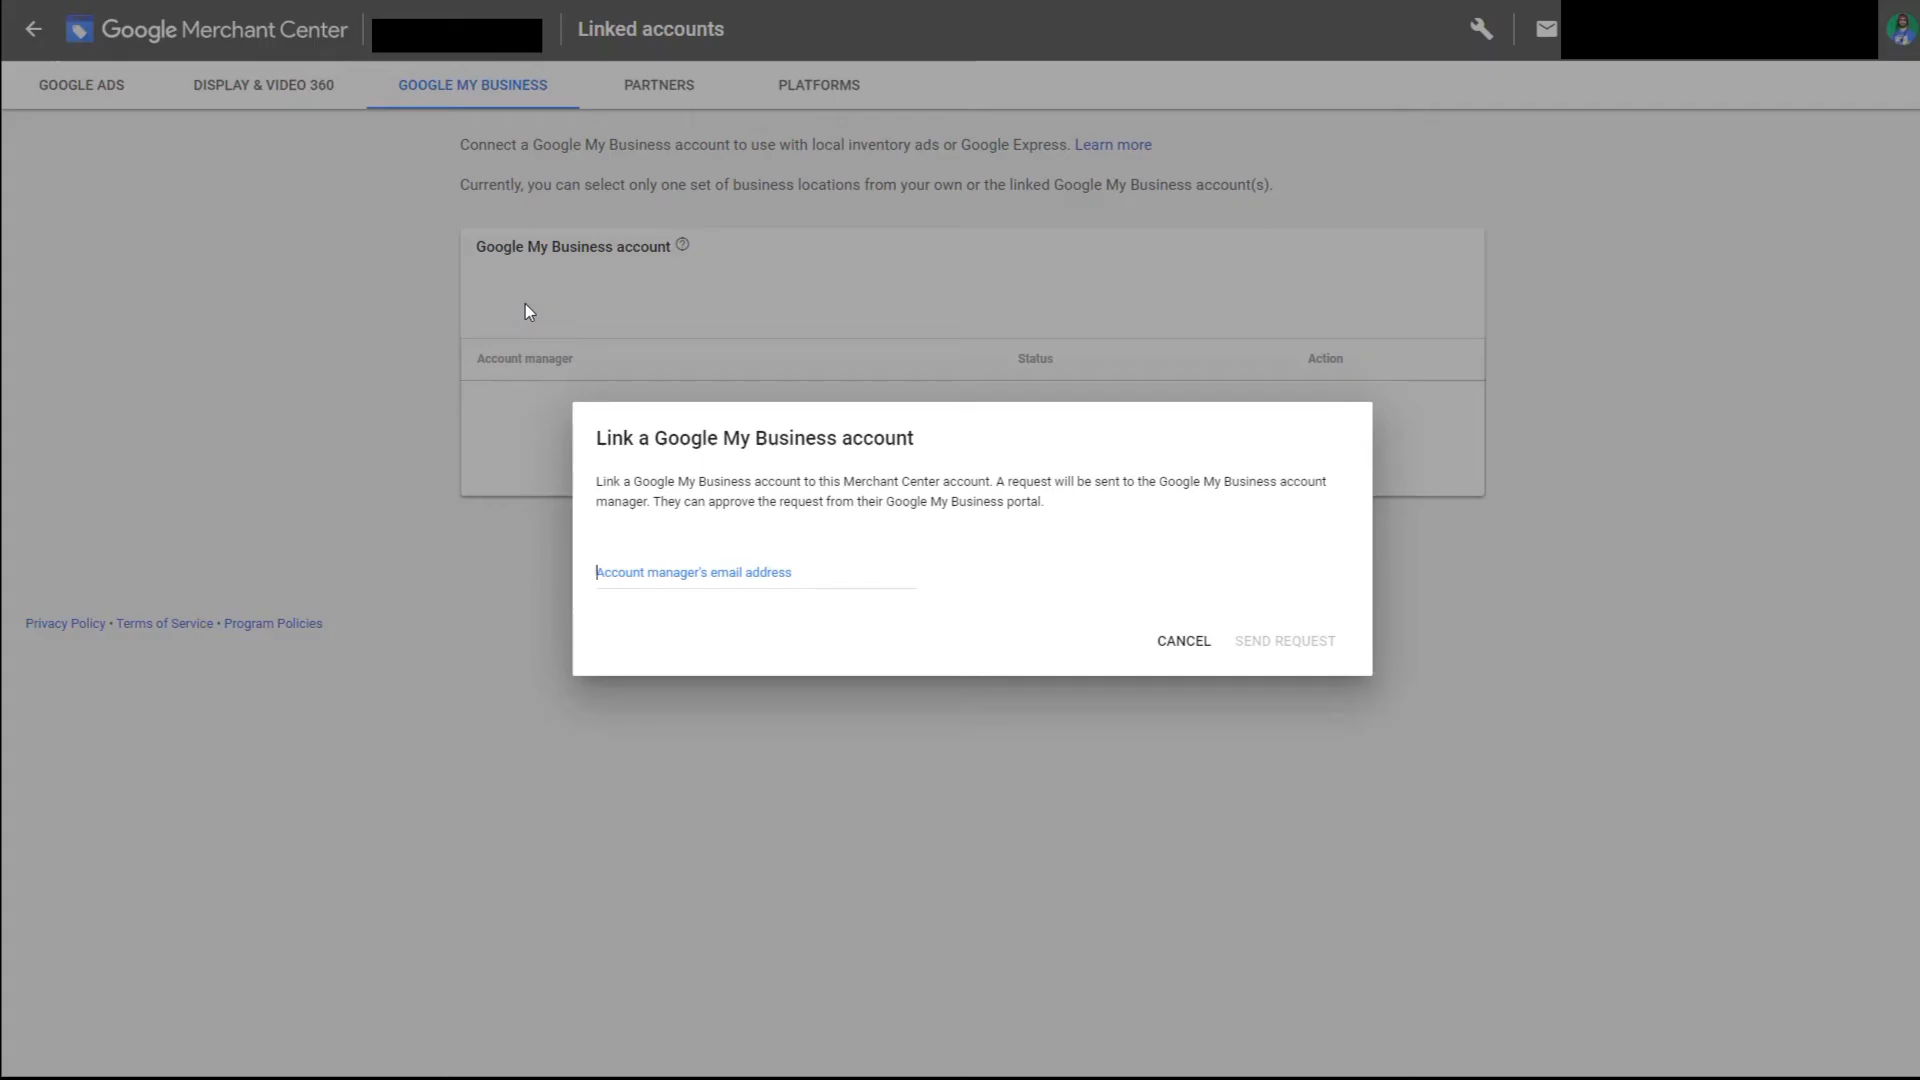 Google Merchant Center
Linked accounts
GOOGLE ADS
DISPLAY & VIDEO 360
GOOGLE MY BUSINESS
PARTNERS
PLATFORMS
Connect a Google My Business account to use with local inventory ads or Google Express. Learn more
Currently, you can select only one set of business locations from your own or the linked Google My Business account(s).
Google My Business account ?
Account manager
Status
Action
Link a Google My Business account
Link a Google My Business account to this Merchant Center account. A request will be sent to the Google My Business account
manager. They can approve the request from their Google My Business portal.
Account manager's email address
CANCEL
SEND REQUEST
Privacy Policy • Terms of Service • Program Policies